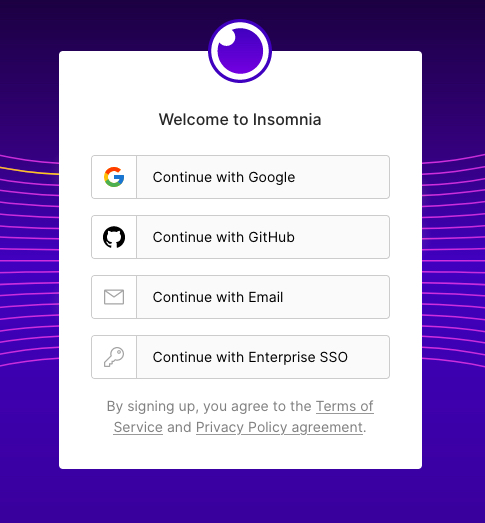 Welcome to Insomnia
Continue with Google
Continue with GitHub
Continue with Email
Continue with Enterprise SSO
By signing up, you agree to the Terms of
Service and Privacy Policy agreement.